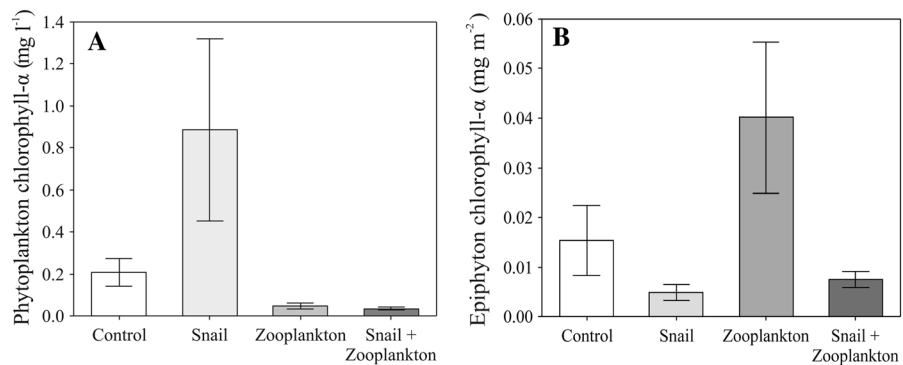 A
Phytoplankton chlorophyll-α (mg l⁻¹)
1.4
1.2
1.0
0.8
0.6
0.4
0.2
0.0
Control
Snail
Zooplankton
Snail +
Zooplankton
B
Epiphyton chlorophyll-α (mg m⁻²)
0.06
0.05
0.04
0.03
0.02
0.01
0.00
Control
Snail
Zooplankton
Snail +
Zooplankton